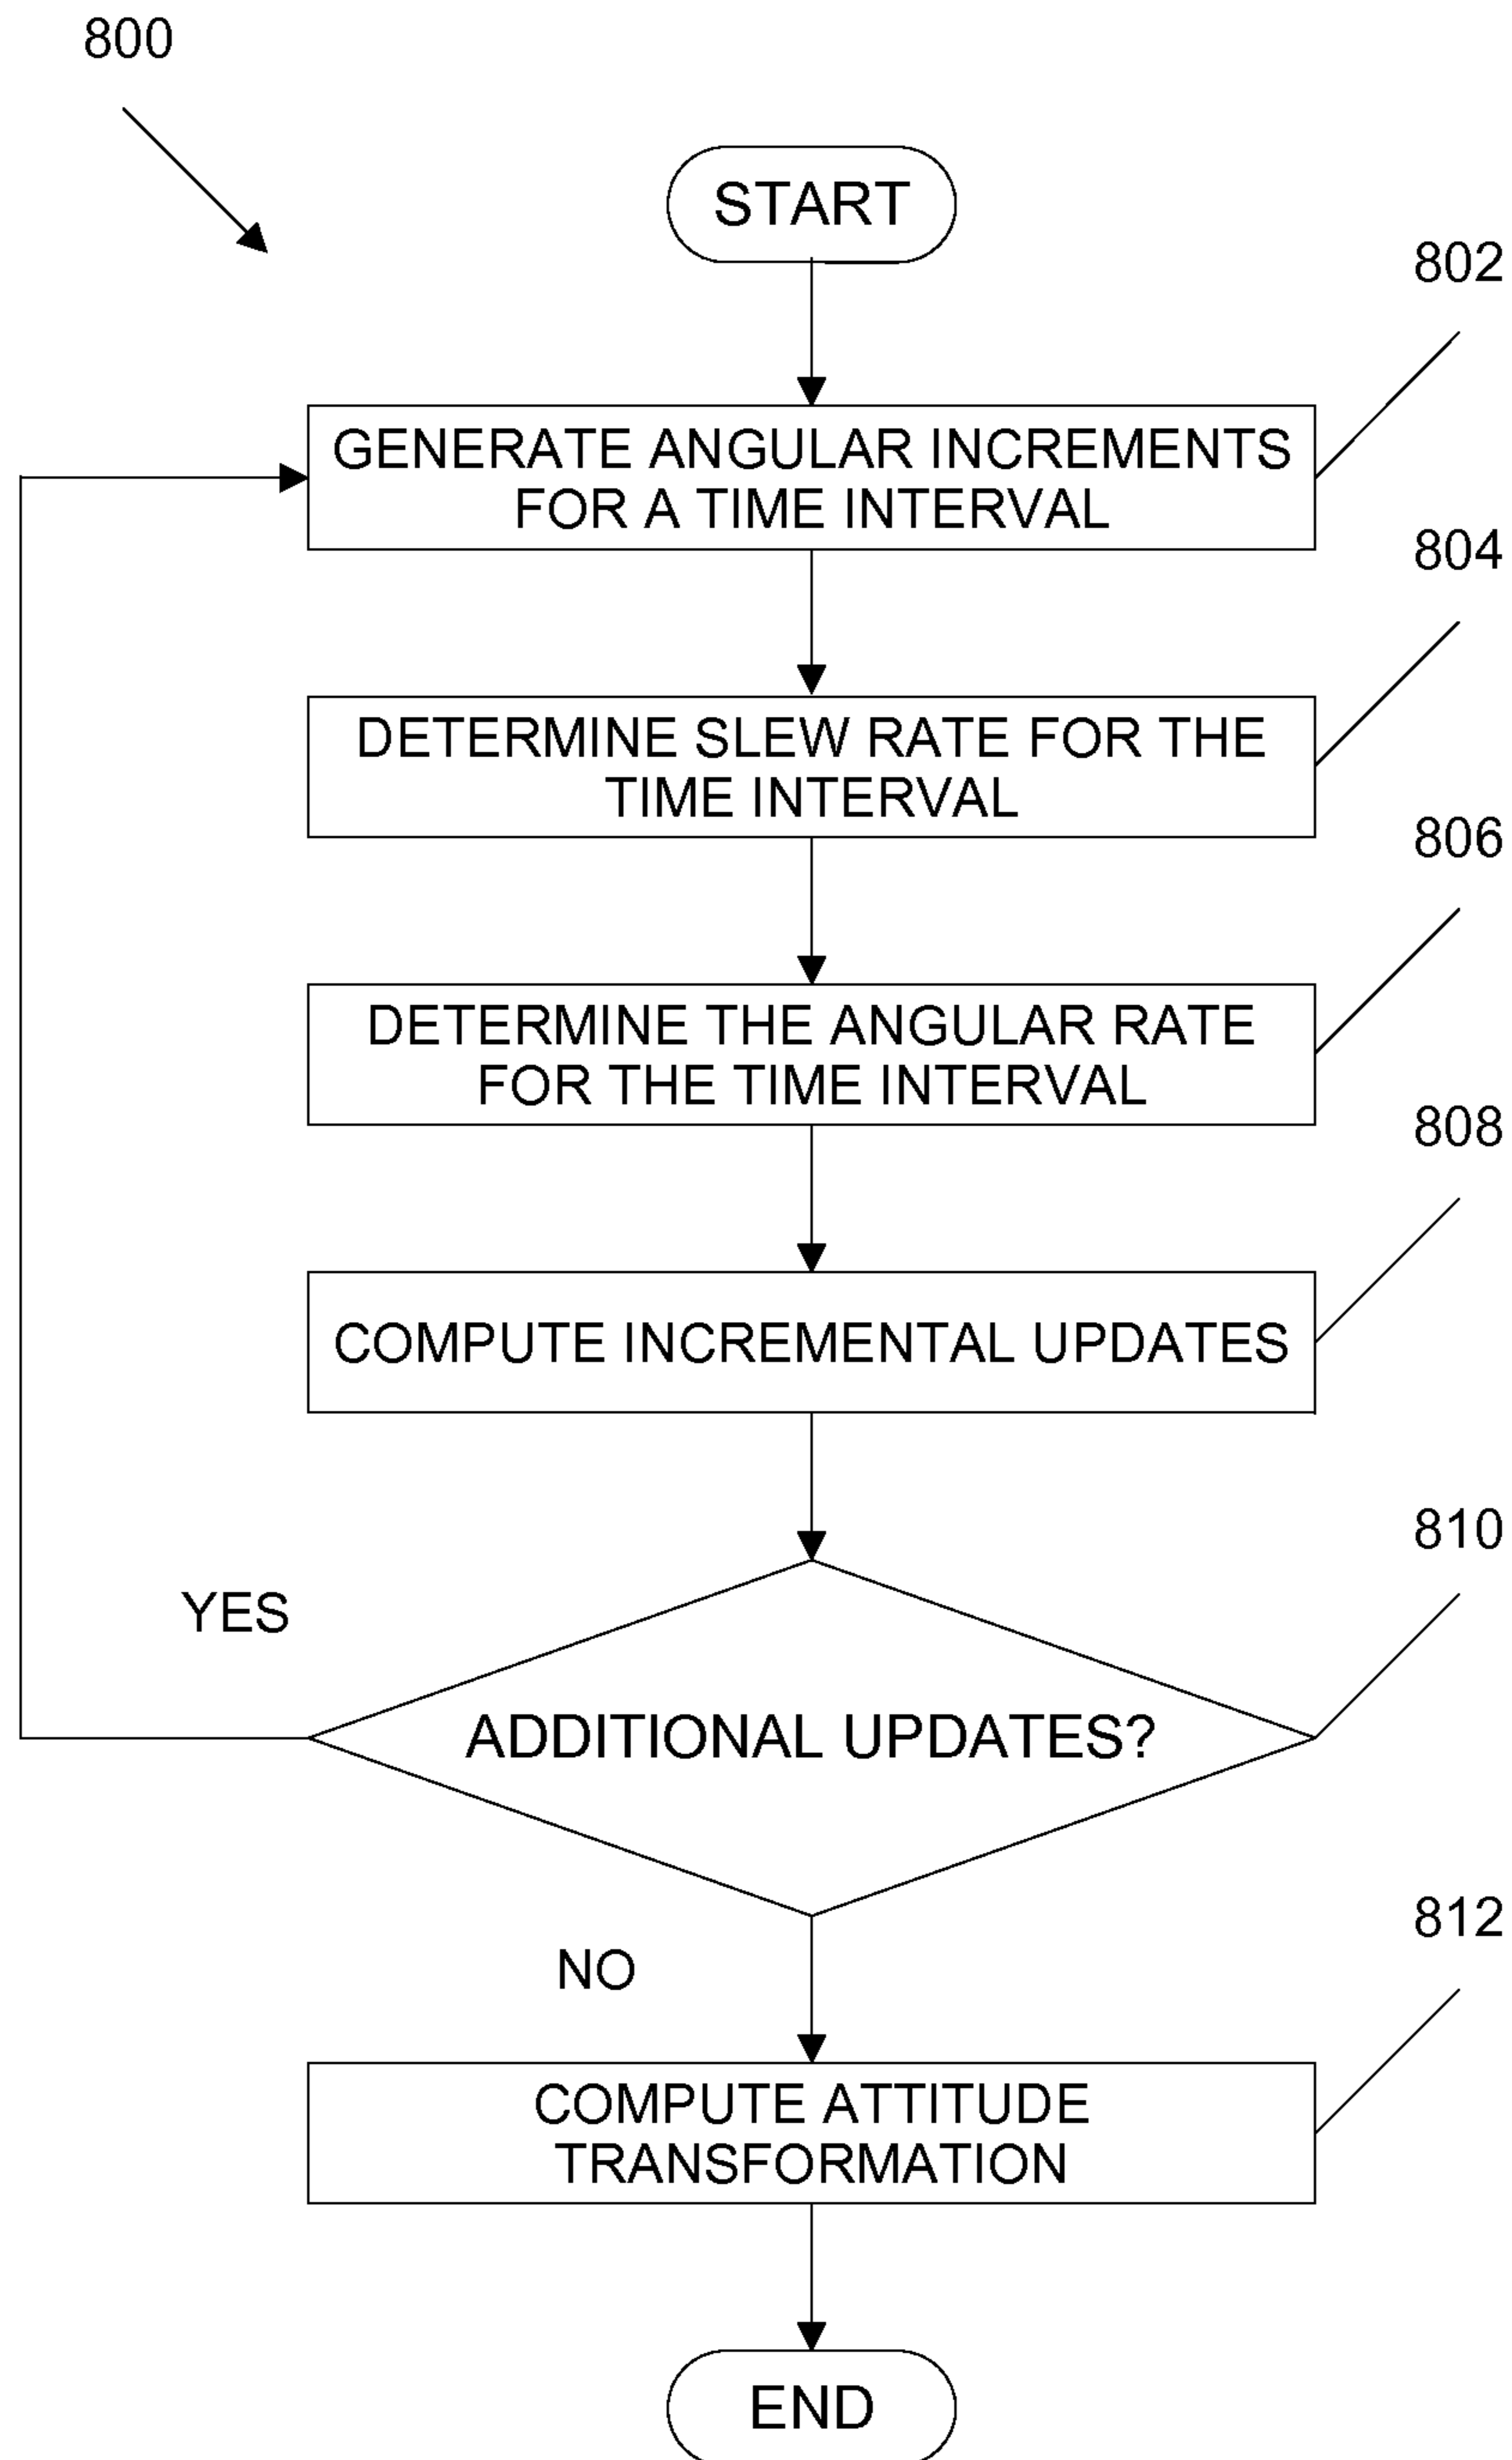 800
START
802
GENERATE ANGULAR INCREMENTS
FOR A TIME INTERVAL
804
DETERMINE SLEW RATE FOR THE
TIME INTERVAL
806
DETERMINE THE ANGULAR RATE
FOR THE TIME INTERVAL
808
COMPUTE INCREMENTAL UPDATES
810
YES
ADDITIONAL UPDATES?
812
NO
COMPUTE ATTITUDE
TRANSFORMATION
END